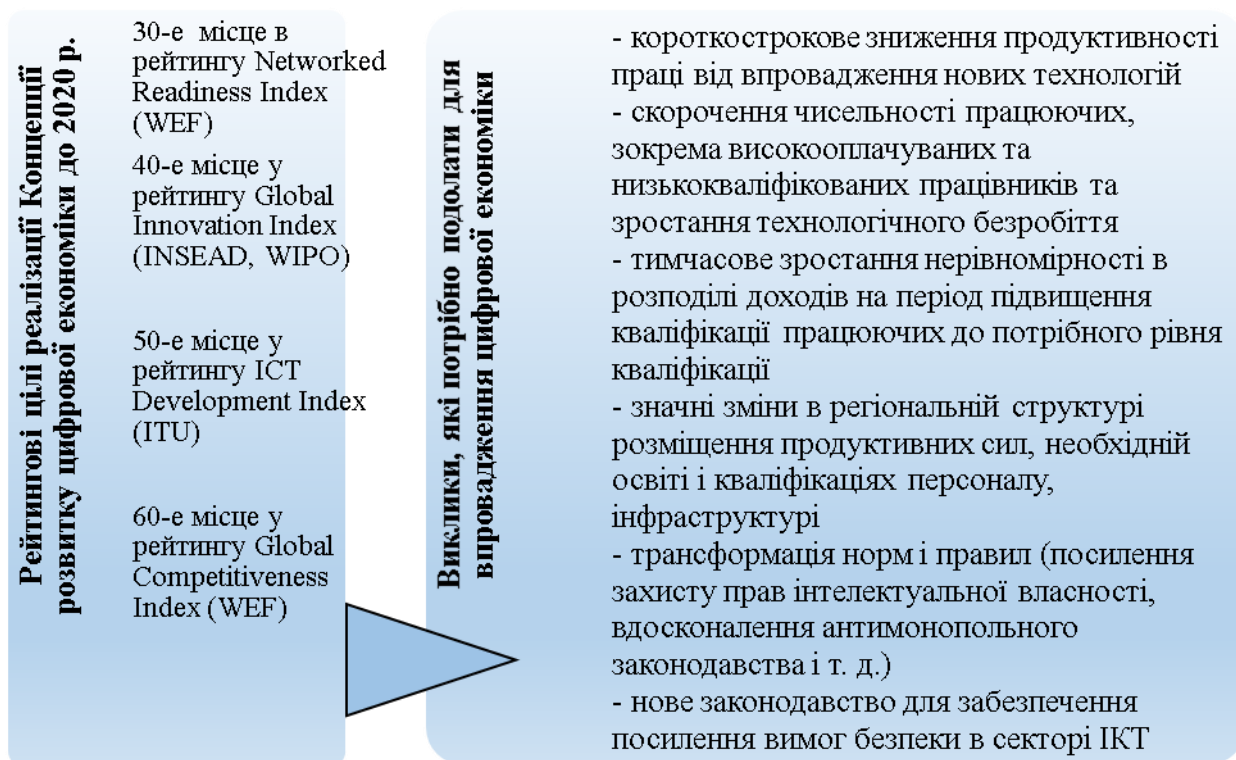 Рейтингові цілі реалізації Концепції
розвитку цифрової економіки до 2020 р.
30-е місце в
рейтингу Networked
Readiness Index
(WEF)
40-е місце у
рейтингу Global
Innovation Index
(INSEAD, WIPO)
50-е місце у
рейтингу ICT
Development Index
(ITU)
60-е місце у
рейтингу Global
Competitiveness
Index (WEF)
Виклики, які потрібно подолати для
впровадження цифрової економіки
- короткострокове зниження продуктивності
праці від впровадження нових технологій
- скорочення чисельності працюючих,
зокрема високооплачуваних та
низькокваліфікованих працівників та
зростання технологічного безробіття
- тимчасове зростання нерівномірності в
розподілі доходів на період підвищення
кваліфікації працюючих до потрібного рівня
кваліфікації
- значні зміни в регіональній структурі
розміщення продуктивних сил, необхідній
освіті і кваліфікаціях персоналу,
інфраструктурі
- трансформація норм і правил (посилення
захисту прав інтелектуальної власності,
вдосконалення антимонопольного
законодавства і т. д.)
- нове законодавство для забезпечення
посилення вимог безпеки в секторі ІКТ